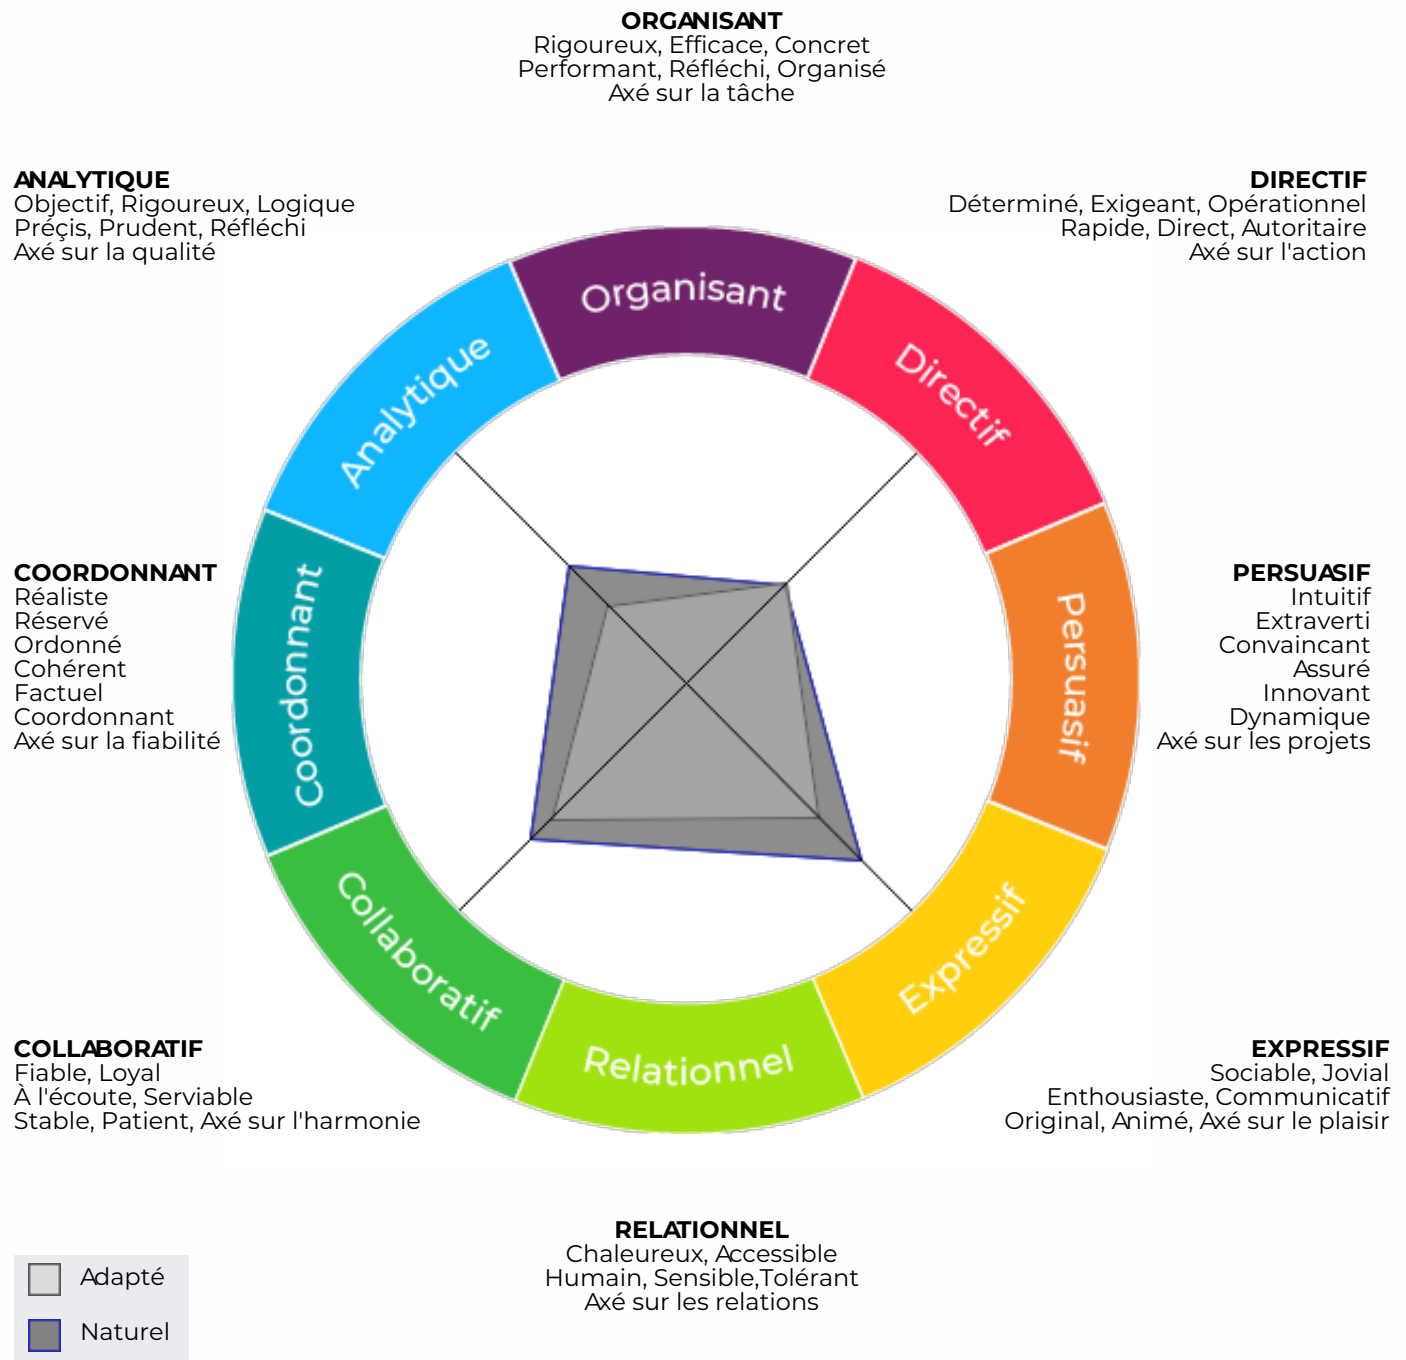 ORGANISANT
Rigoureux, Efficace, Concret
Performant, Réfléchi, Organisé
Axé sur la tâche
ANALYTIQUE
Objectif, Rigoureux, Logique
Préçis, Prudent, Réfléchi
Axé sur la qualité
DIRECTIF
Déterminé, Exigeant, Opérationnel
Rapide, Direct, Autoritaire
Axé sur l'action
Organisant
Analytique
Directif
COORDONNANT
Réaliste
Réservé
Ordonné
Cohérent
Factuel
Coordonnant
Axé sur la fiabilité
Coordonnant
Persuasif
PERSUASIF
Intuitif
Extraverti
Convaincant
Assuré
Innovant
Dynamique
Axé sur les projets
Collaboratif
Relationnel
Expressif
COLLABORATIF
Fiable, Loyal
À l'écoute, Serviable
Stable, Patient, Axé sur l'harmonie
EXPRESSIF
Sociable, Jovial
Enthousiaste, Communicatif
Original, Animé, Axé sur le plaisir
RELATIONNEL
Chaleureux, Accessible
Humain, Sensible,Tolérant
Axé sur les relations
Adapté
Naturel